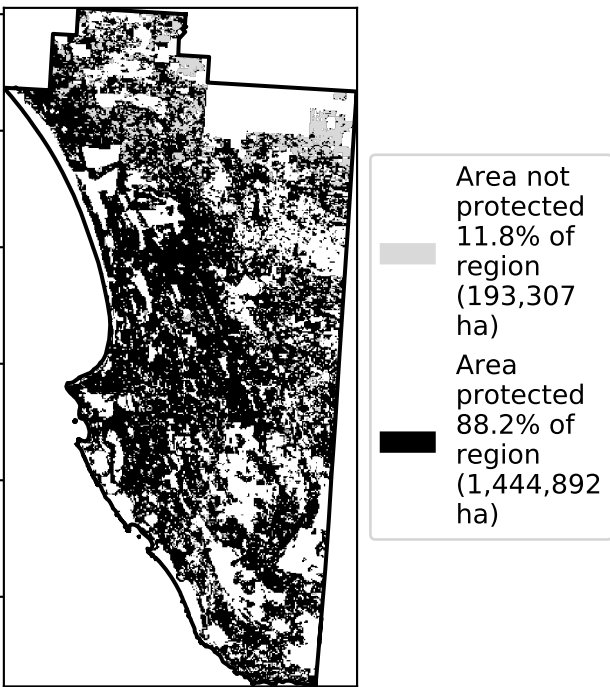 Area not
protected
11.8% of
region
(193,307
ha)
Area
protected
88.2% of
region
(1,444,892
ha)